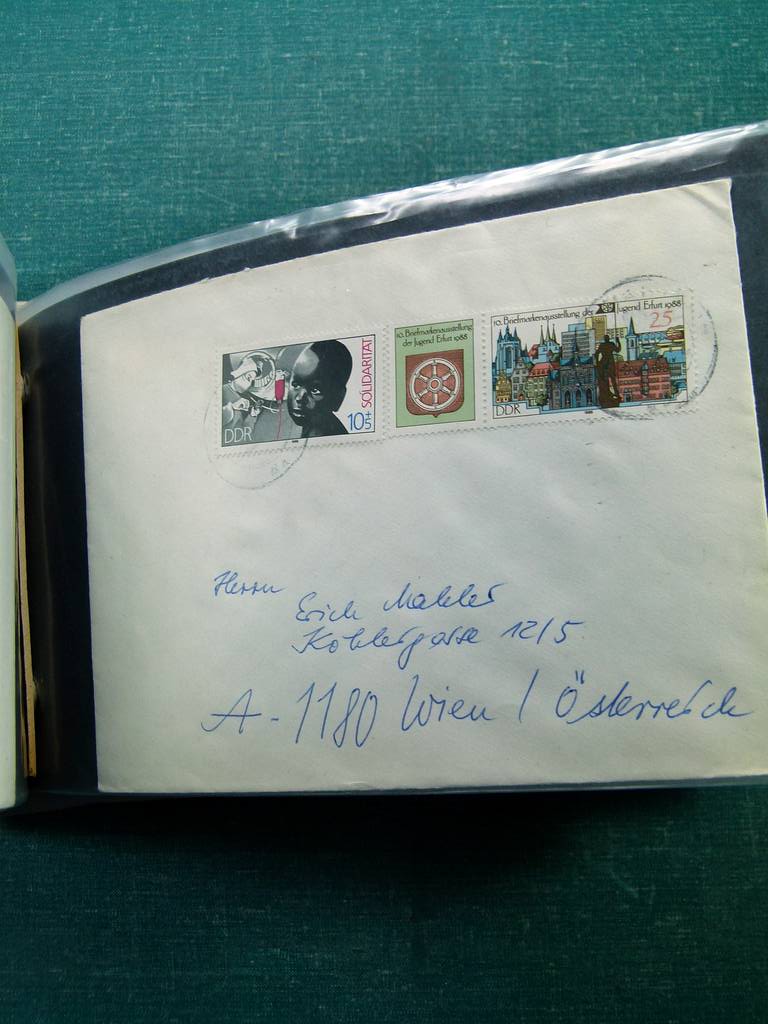 10. Briefmarkenausstellung
der Jugend Erfurt 1988
10. Briefmarkenausstellung der Jugend Erfurt 1988
25
SOLIDARITÄT
10+5
DDR
DDR
Herrn
Erich Mahler
Köhlergasse 12/5
A-1180 Wien / Österreich